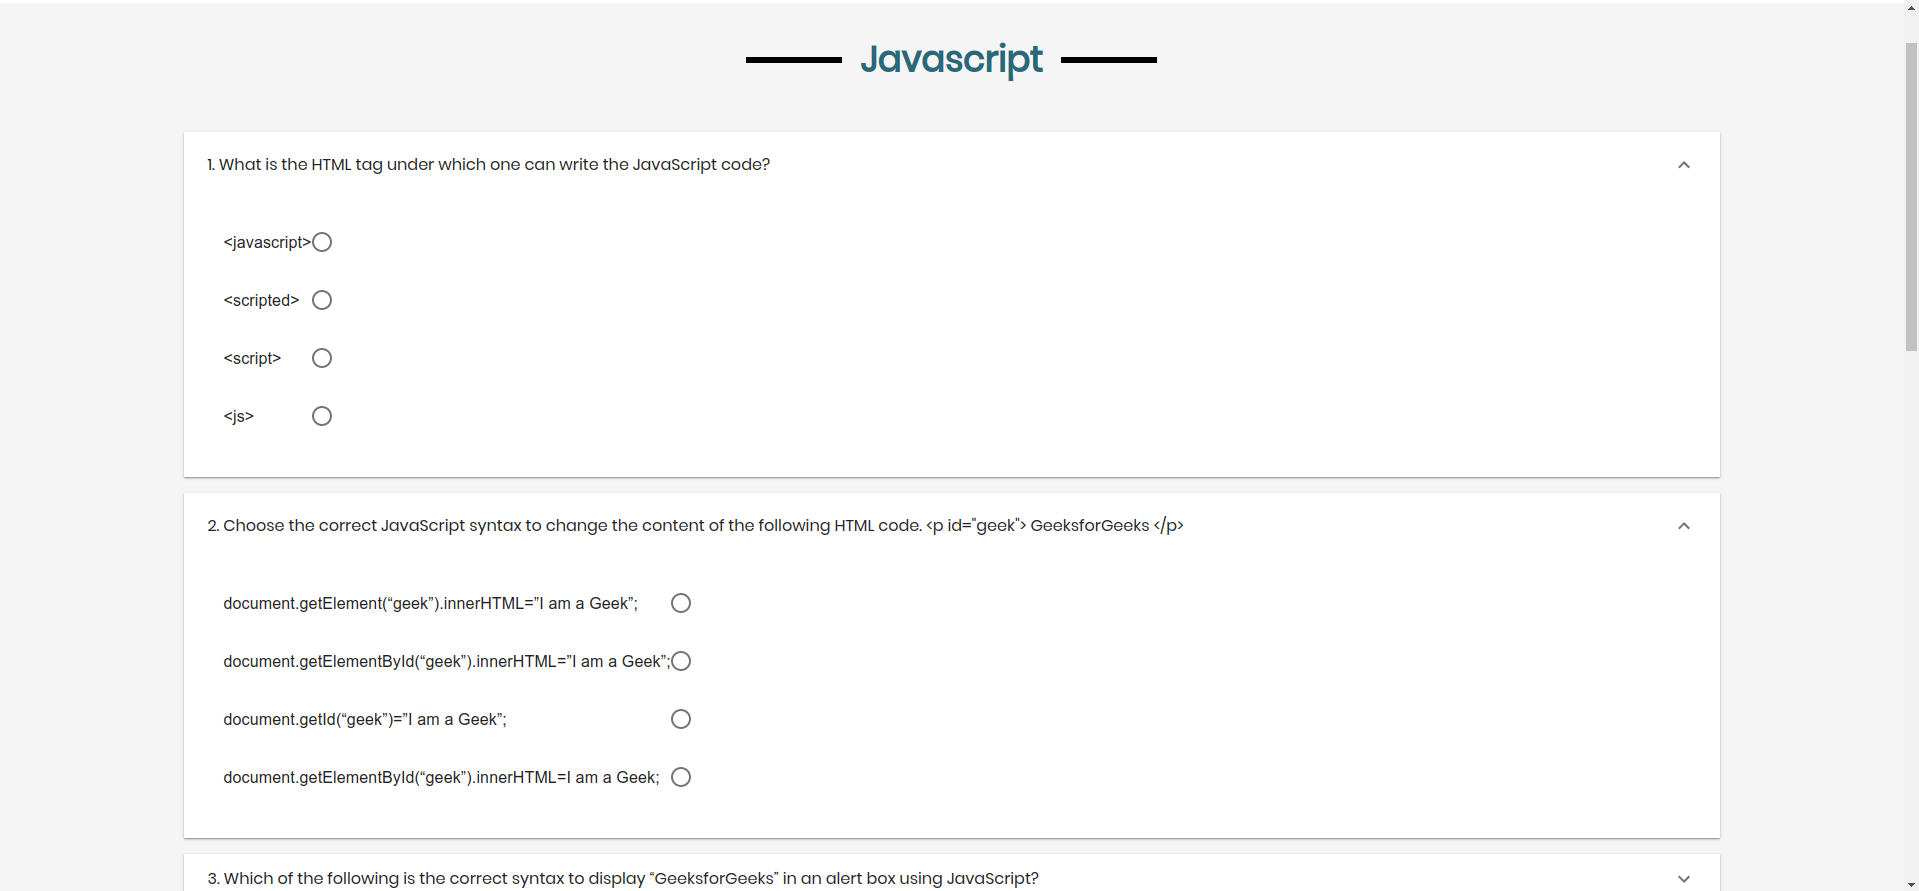 Javascript
1. What is the HTML tag under which one can write the JavaScript code?
<javascript>
<scripted>
<script>
<js>
2. Choose the correct JavaScript syntax to change the content of the following HTML code. <p id="geek"> GeeksforGeeks </p>
document.getElement(“geek”).innerHTML=”I am a Geek”;
document.getElementById(“geek”).innerHTML=”I am a Geek”;
document.getId(“geek”)=”I am a Geek”;
document.getElementById(“geek”).innerHTML=I am a Geek;
3. Which of the following is the correct syntax to display “GeeksforGeeks” in an alert box using JavaScript?